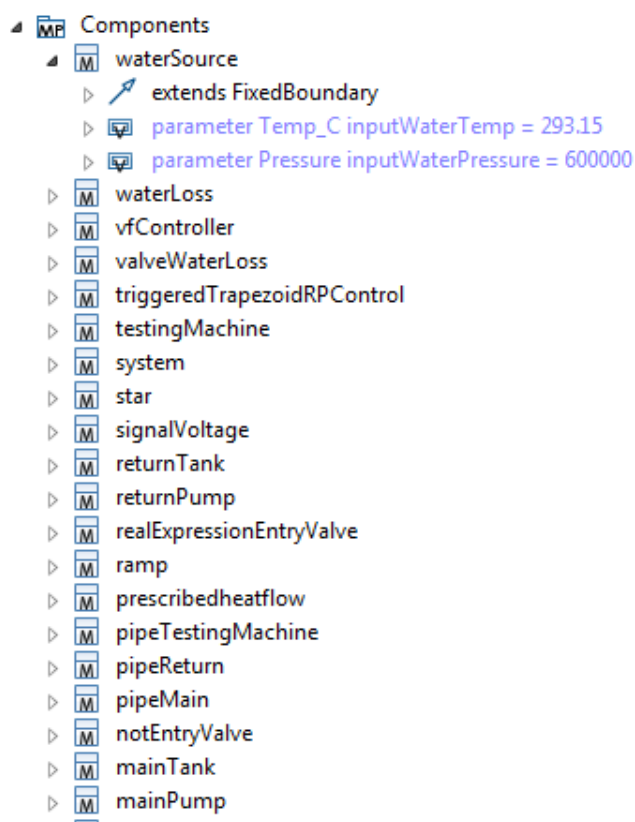 MP Components
M waterSource
extends FixedBoundary
parameter Temp_C inputWaterTemp = 293.15
parameter Pressure inputWaterPressure = 600000
M waterLoss
M vfController
M valveWaterLoss
M triggeredTrapezoidRPControl
M testingMachine
M system
M star
M signalVoltage
M returnTank
M returnPump
M realExpressionEntryValve
M ramp
M prescribedheatflow
M pipeTestingMachine
M pipeReturn
M pipeMain
M notEntryValve
M mainTank
M mainPump